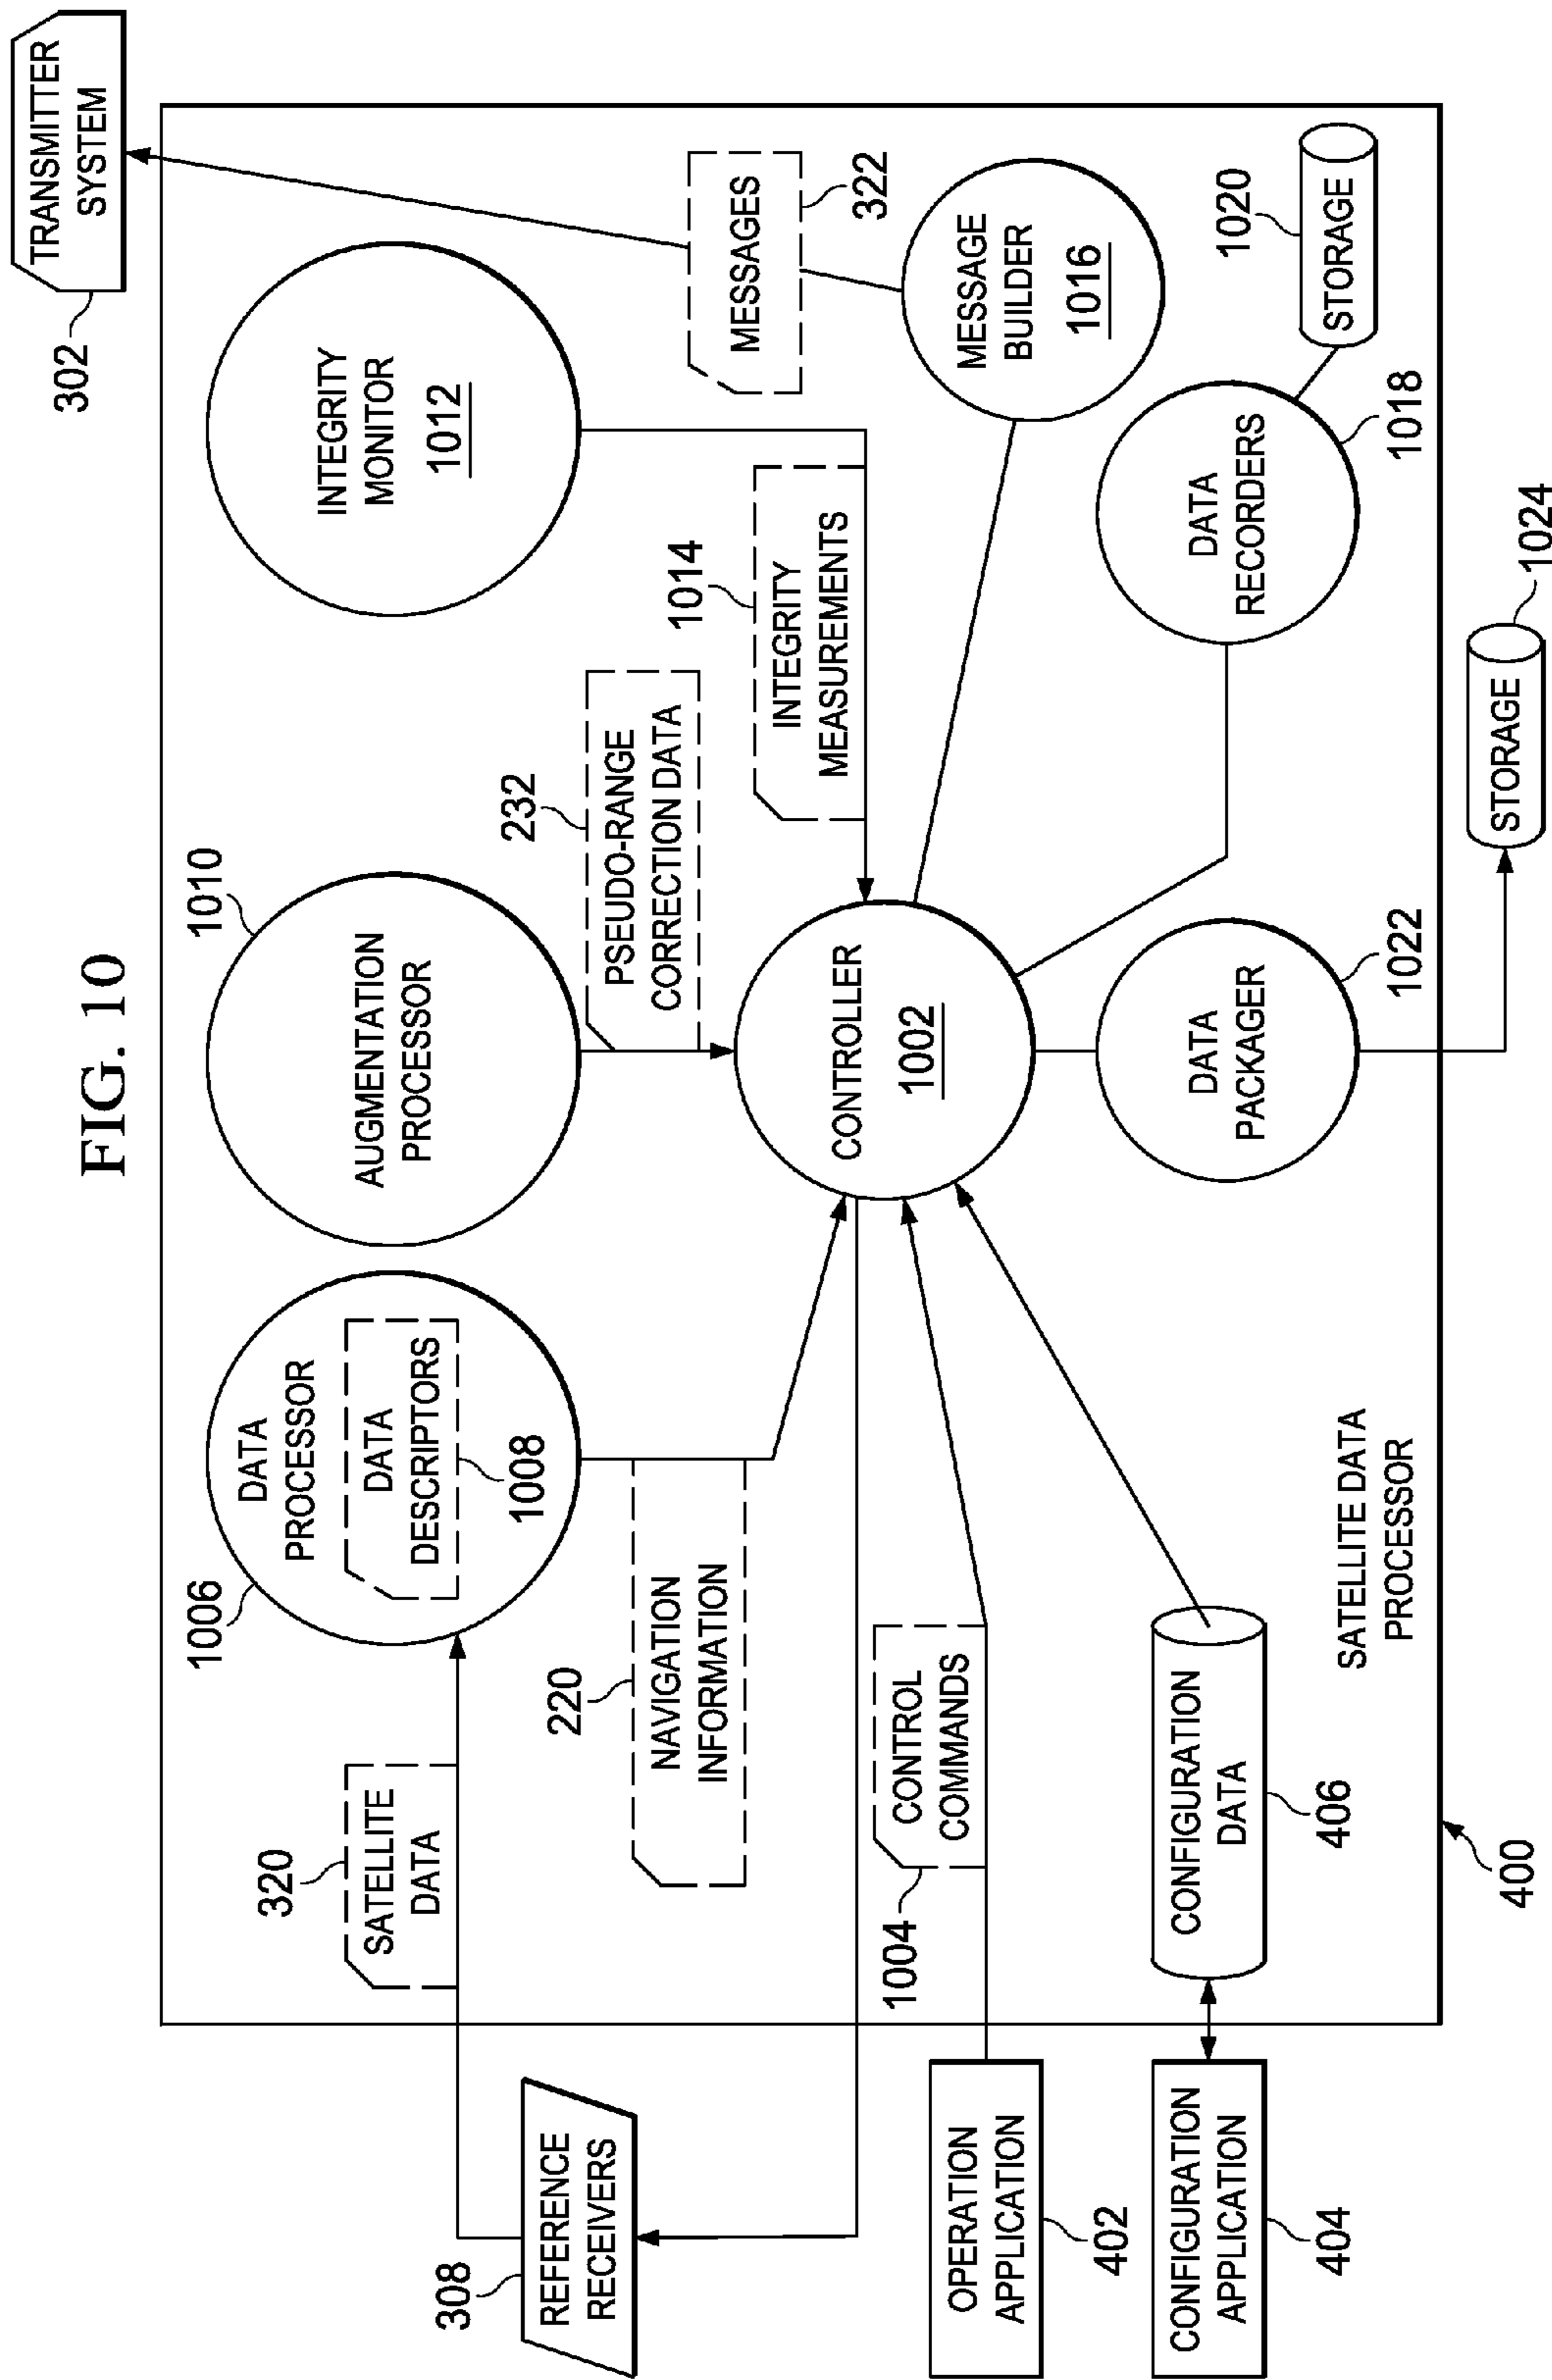 FIG. 10
302
TRANSMITTER
SYSTEM
1006
DATA
PROCESSOR
DATA
DESCRIPTORS
1008
1010
AUGMENTATION
PROCESSOR
INTEGRITY
MONITOR
1012
320
SATELLITE
DATA
220
NAVIGATION
INFORMATION
232
PSEUDO-RANGE
CORRECTION DATA
1014
INTEGRITY
MEASUREMENTS
MESSAGES
322
308
REFERENCE
RECEIVERS
CONTROLLER
1002
MESSAGE
BUILDER
1016
1004
CONTROL
COMMANDS
OPERATION
APPLICATION
402
CONFIGURATION
APPLICATION
404
CONFIGURATION
DATA
406
DATA
PACKAGER
1022
DATA
RECORDERS
1018
STORAGE
1020
SATELLITE DATA
PROCESSOR
400
STORAGE
1024